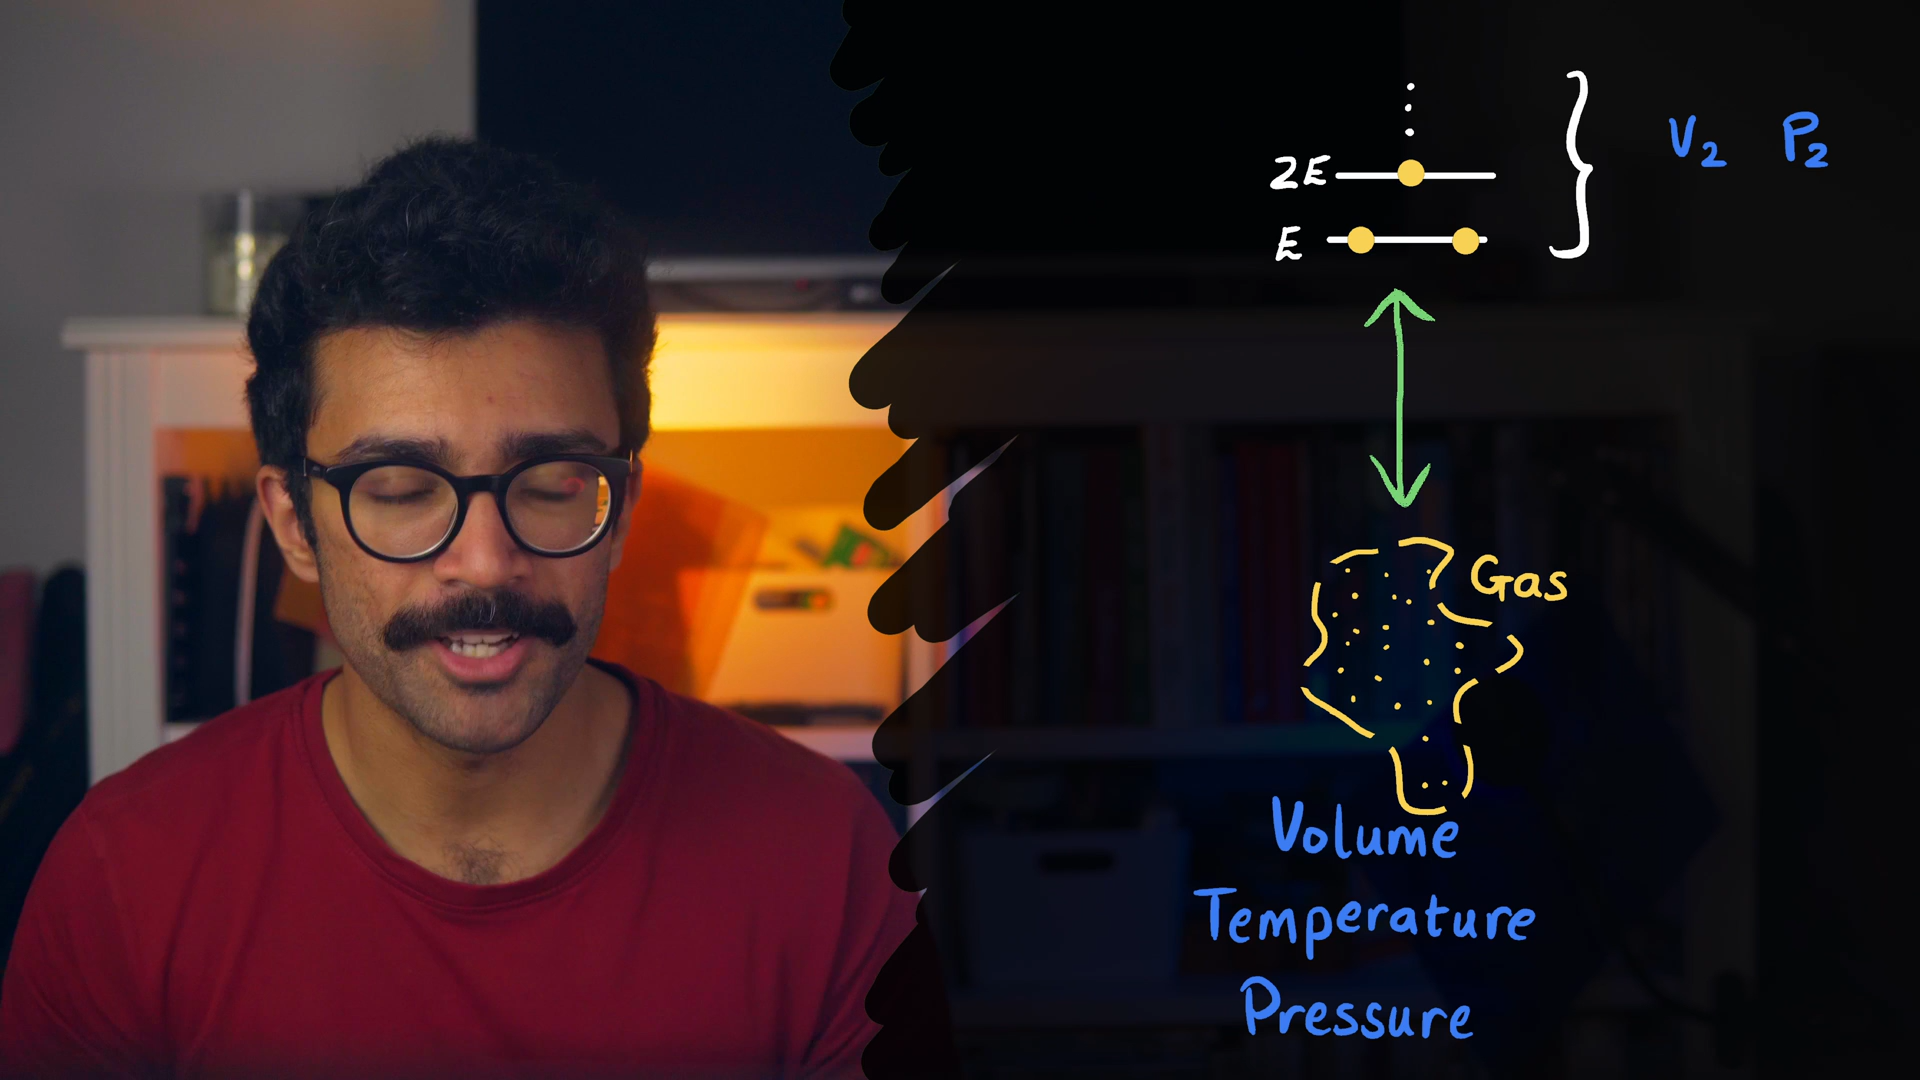 2E
V₂ P₂
E
Gas
Volume
Temperature
Pressure